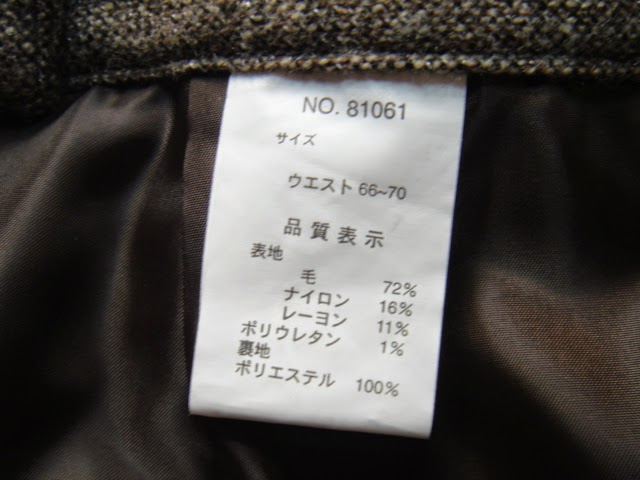 NO. 81061
サイズ
ウエスト 66~70
品質表示
表地
毛 72%
ナイロン 16%
レーヨン 11%
ポリウレタン 1%
裏地
ポリエステル 100%